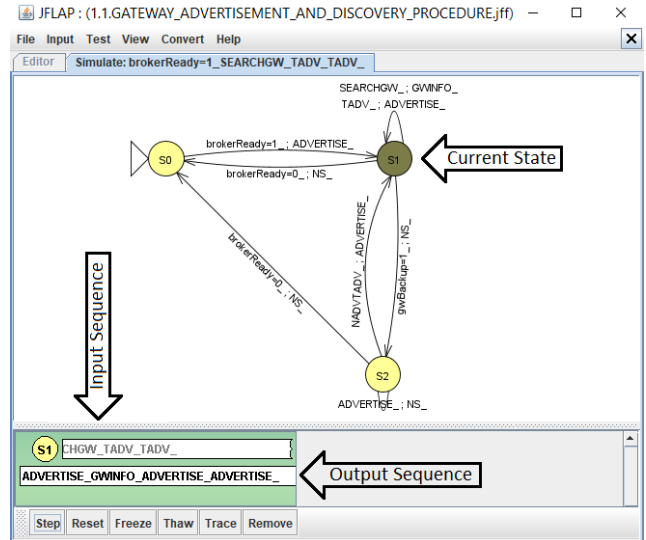 JFLAP : (1.1.GATEWAY_ADVERTISEMENT_AND_DISCOVERY_PROCEDURE.jff)
File Input Test View Convert Help
Editor Simulate: brokerReady=1_SEARCHGW_TADV_TADV_
SEARCHGW_ ; GWINFO_
TADV_ ; ADVERTISE_
brokerReady=1_ ; ADVERTISE_
S0
S1
Current State
brokerReady=0_ ; NS_
brokerReady=0_ ; NS_
NADVTADV_ ; ADVERTISE_
gwBackup=1_ ; NS_
Input Sequence
S2
ADVERTISE_ ; NS_
S1 CHGW_TADV_TADV_
ADVERTISE_GWINFO_ADVERTISE_ADVERTISE_
Output Sequence
Step Reset Freeze Thaw Trace Remove